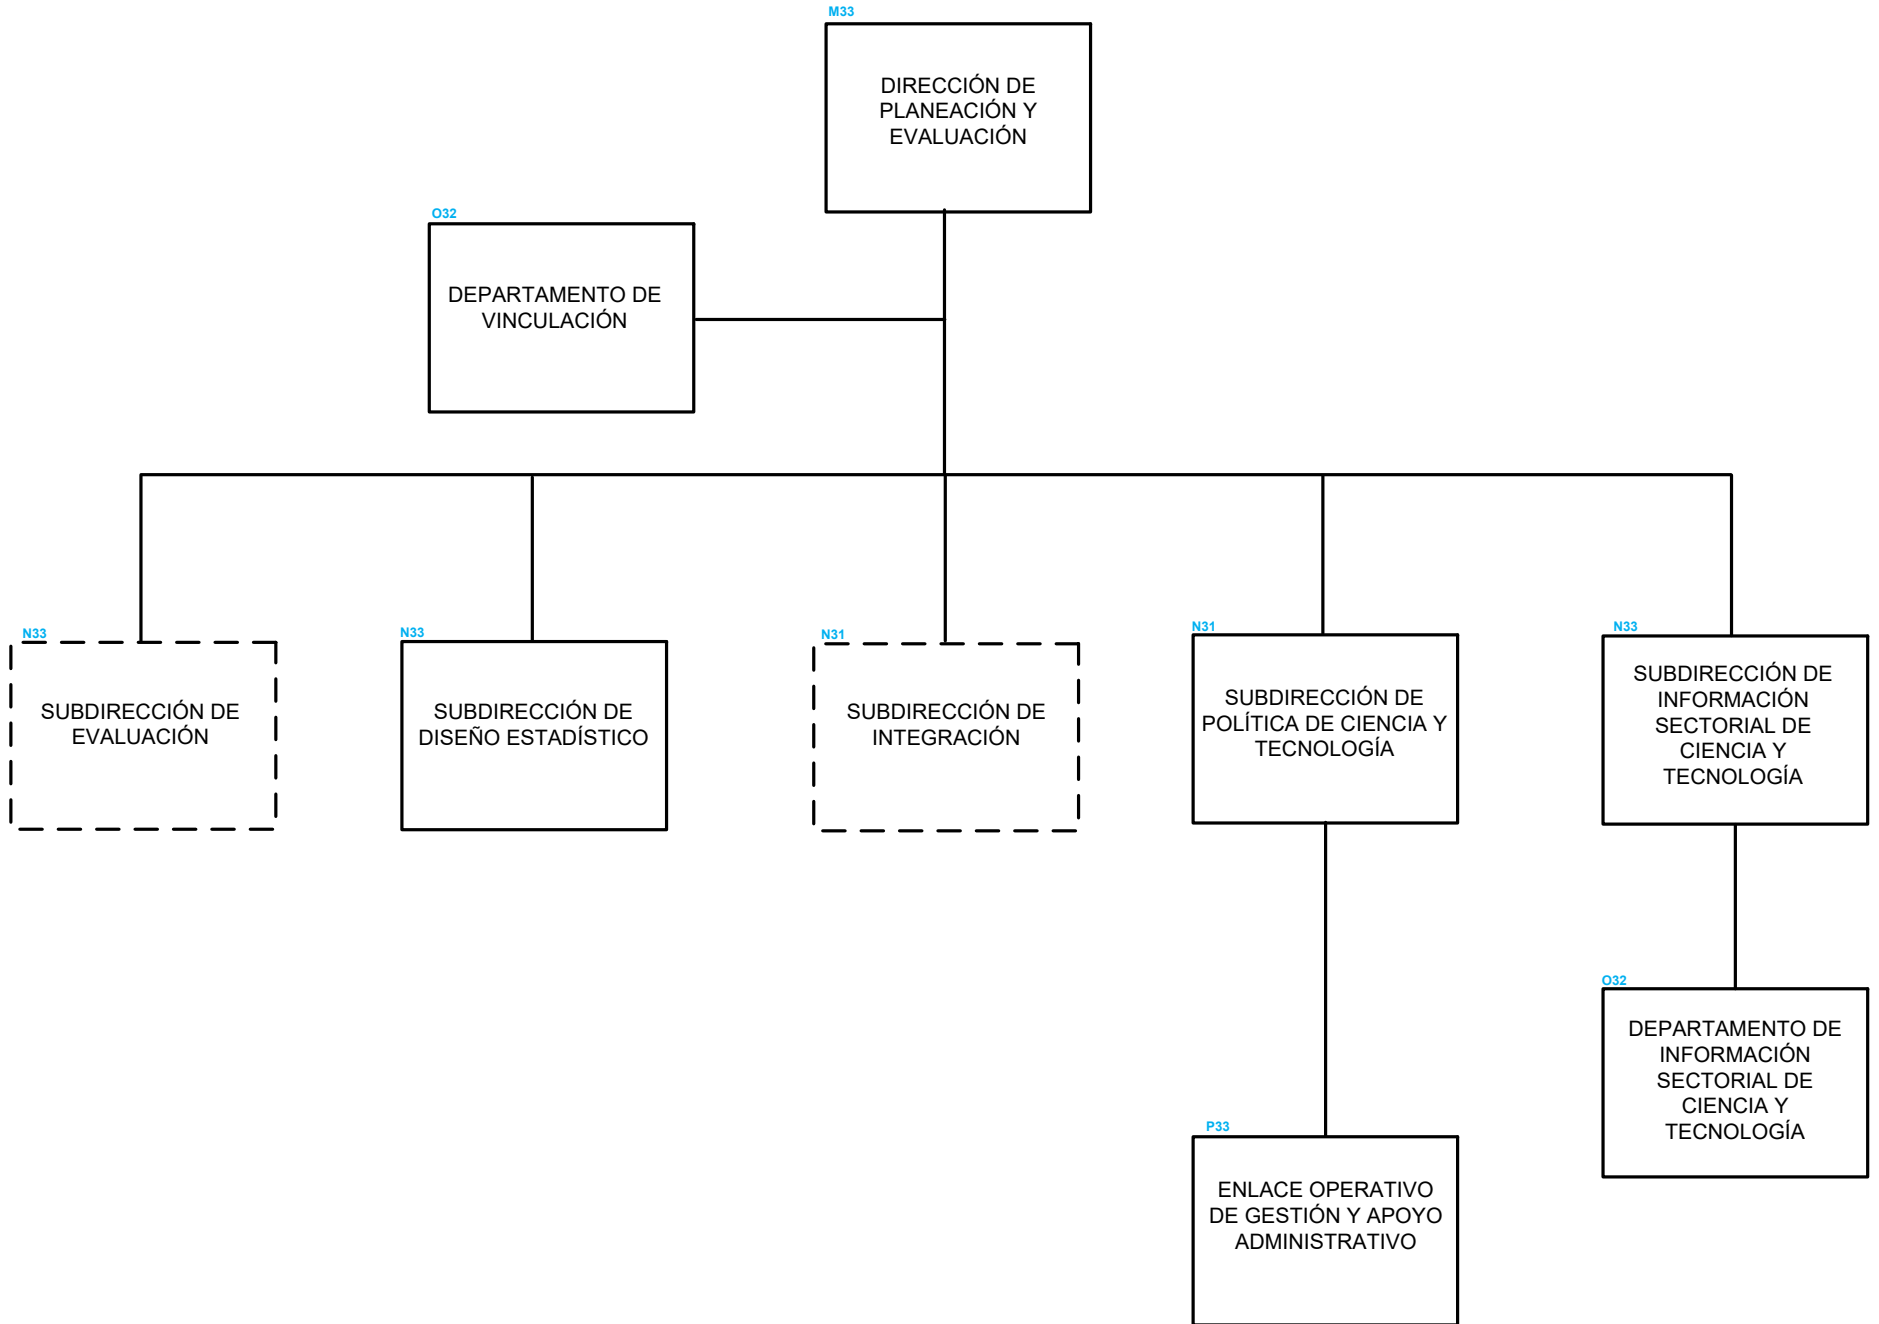 M33
DIRECCIÓN DE
PLANEACIÓN Y
EVALUACIÓN
O32
DEPARTAMENTO DE
VINCULACIÓN
N33
SUBDIRECCIÓN DE
EVALUACIÓN
N33
SUBDIRECCIÓN DE
DISEÑO ESTADÍSTICO
N31
SUBDIRECCIÓN DE
INTEGRACIÓN
N31
SUBDIRECCIÓN DE
POLÍTICA DE CIENCIA Y
TECNOLOGÍA
N33
SUBDIRECCIÓN DE
INFORMACIÓN
SECTORIAL DE
CIENCIA Y
TECNOLOGÍA
O32
DEPARTAMENTO DE
INFORMACIÓN
SECTORIAL DE
CIENCIA Y
TECNOLOGÍA
P33
ENLACE OPERATIVO
DE GESTIÓN Y APOYO
ADMINISTRATIVO